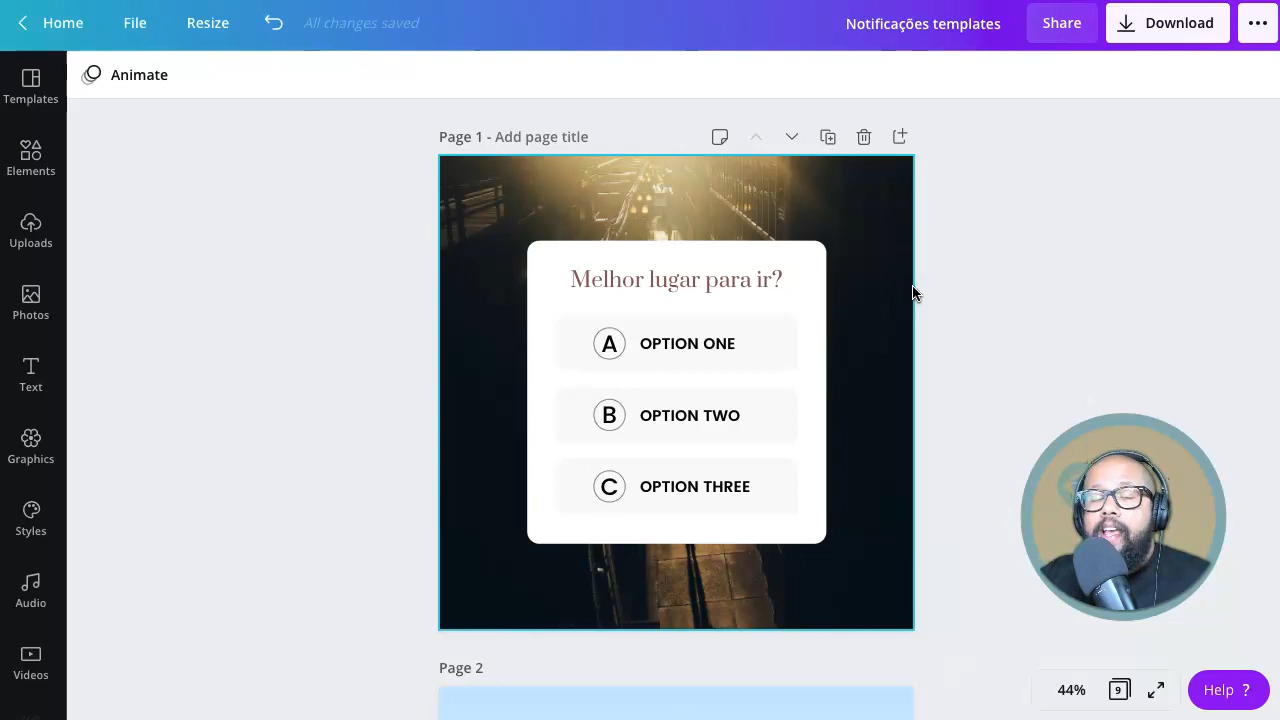 Home File Resize All changes saved Notificações templates Share Download
Animate
Templates
Elements
Uploads
Photos
Text
Graphics
Styles
Audio
Videos
Page 1 - Add page title
Melhor lugar para ir?
A OPTION ONE
B OPTION TWO
C OPTION THREE
Page 2
44% 9 Help ?